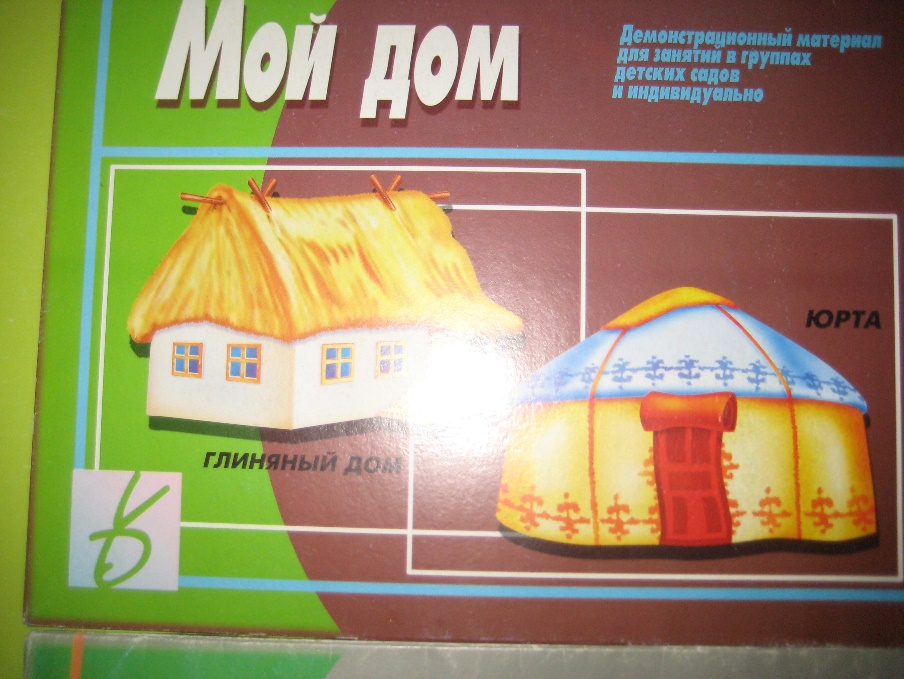 Мой дом
Демонстрационный материал
для занятий в группах
детских садов
и индивидуально
ЮРТА
ГЛИНЯНЫЙ ДОМ